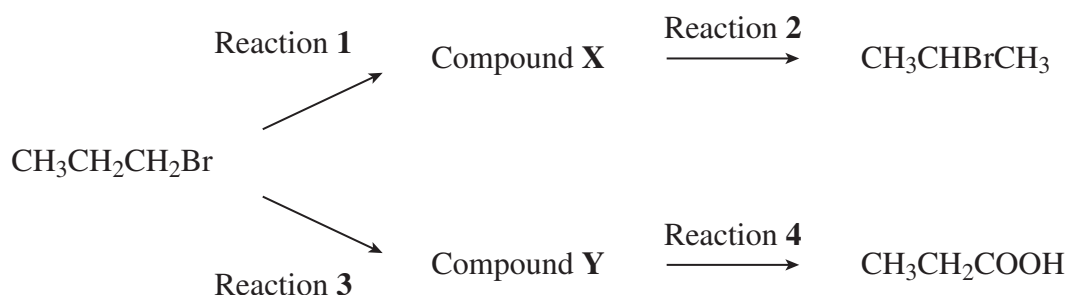 Reaction 1
Compound X
Reaction 2
CH₃CHBrCH₃
CH₃CH₂CH₂Br
Reaction 3
Compound Y
Reaction 4
CH₃CH₂COOH